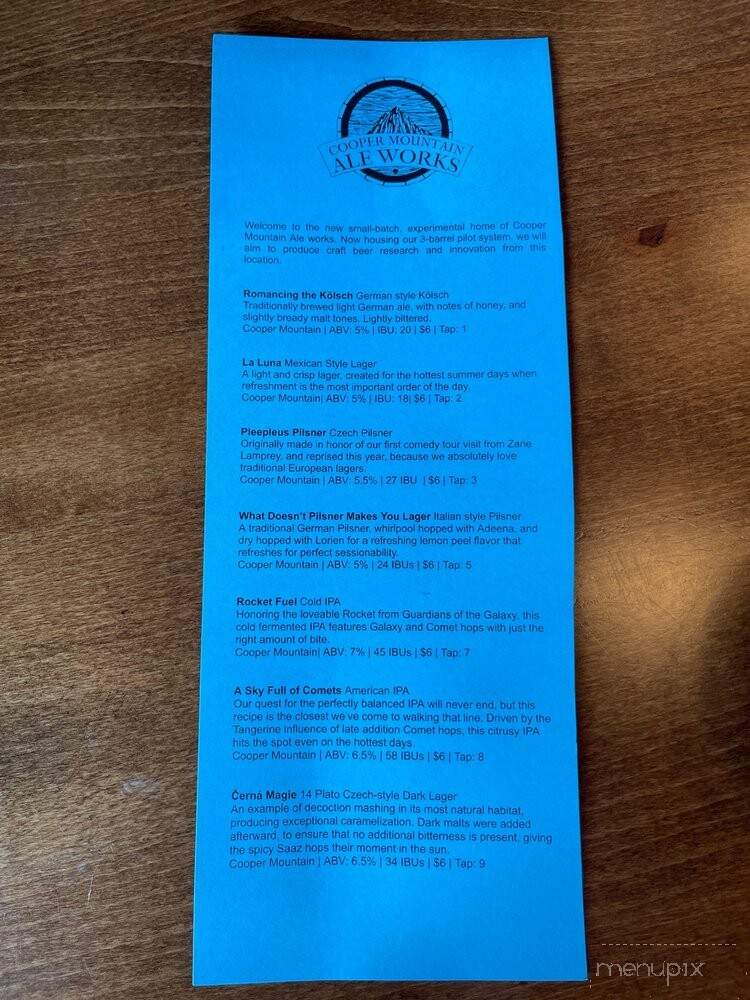 COOPER MOUNTAIN
ALE WORKS
Welcome to the new small-batch, experimental home of Cooper
Mountain Ale works. Now housing our 3-barrel pilot system, we will
aim to produce craft beer research and innovation from this
location.
Romancing the Kölsch German style Kölsch
Traditionally brewed light German ale, with notes of honey, and
slightly bready malt tones. Lightly bittered.
Cooper Mountain | ABV: 5% | IBU: 20 | $6 | Tap: 1
La Luna Mexican Style Lager
A light and crisp lager, created for the hottest summer days when
refreshment is the most important order of the day.
Cooper Mountain| ABV: 5% | IBU: 18| $6 | Tap: 2
Pleepleus Pilsner Czech Pilsner
Originally made in honor of our first comedy tour visit from Zane
Lamprey, and reprised this year, because we absolutely love
traditional European lagers.
Cooper Mountain | ABV: 5.5% | 27 IBU | $6 | Tap: 3
What Doesn't Pilsner Makes You Lager Italian style Pilsner
A traditional German Pilsner, whirlpool hopped with Adeena, and
dry hopped with Lorien for a refreshing lemon peel flavor that
refreshes for perfect sessionability.
Cooper Mountain | ABV: 5% | 24 IBUs | $6 | Tap: 5
Rocket Fuel Cold IPA
Honoring the loveable Rocket from Guardians of the Galaxy, this
cold fermented IPA features Galaxy and Comet hops with just the
right amount of bite.
Cooper Mountain| ABV: 7% | 45 IBUs | $6 | Tap: 7
A Sky Full of Comets American IPA
Our quest for the perfectly balanced IPA will never end, but this
recipe is the closest we've come to walking that line. Driven by the
Tangerine influence of late addition Comet hops, this citrusy IPA
hits the spot even on the hottest days.
Cooper Mountain | ABV: 6.5% | 58 IBUs | $6 | Tap: 8
Černá Magie 14 Plato Czech-style Dark Lager
An example of decoction mashing in its most natural habitat,
producing exceptional caramelization. Dark malts were added
afterward, to ensure that no additional bitterness is present, giving
the spicy Saaz hops their moment in the sun.
Cooper Mountain | ABV: 6.5% | 34 IBUs | $6 | Tap: 9
menupix